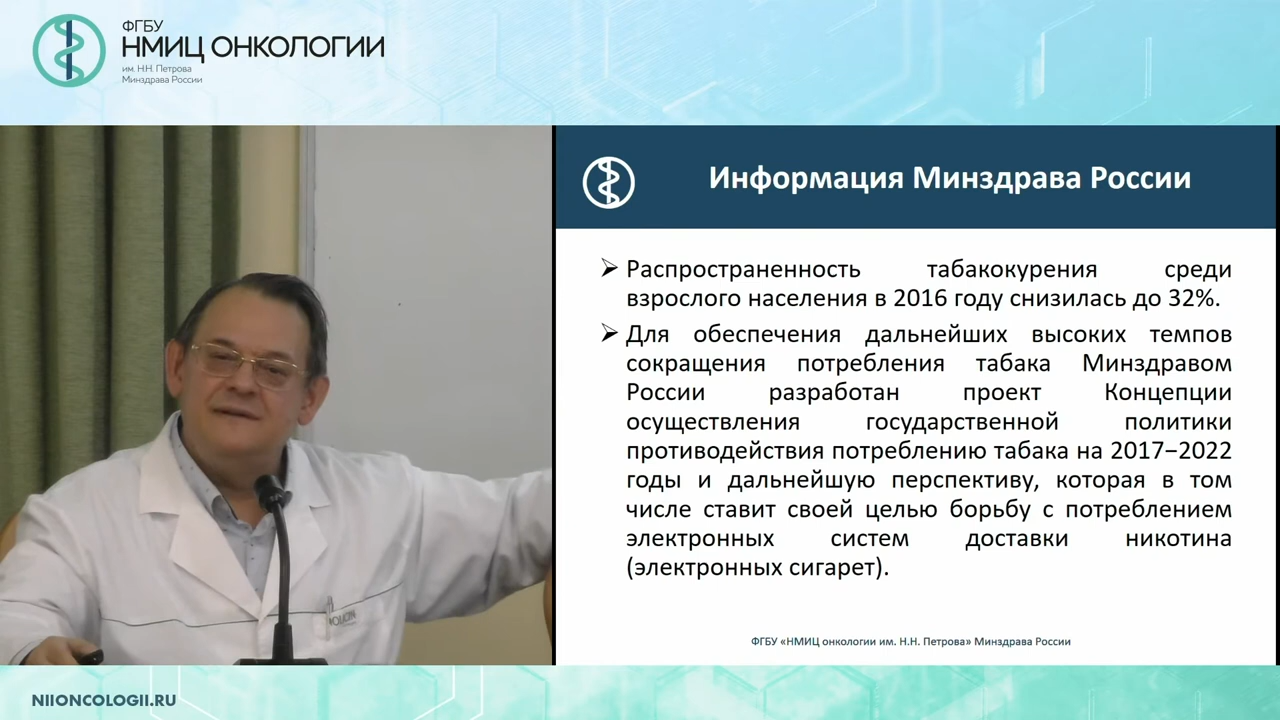 ФГБУ
НМИЦ ОНКОЛОГИИ
им. Н.Н. Петрова
Минздрава России
Информация Минздрава России
Распространенность табакокурения среди
взрослого населения в 2016 году снизилась до 32%.
Для обеспечения дальнейших высоких темпов
сокращения потребления табака Минздравом
России разработан проект Концепции
осуществления государственной политики
противодействия потреблению табака на 2017–2022
годы и дальнейшую перспективу, которая в том
числе ставит своей целью борьбу с потреблением
электронных систем доставки никотина
(электронных сигарет).
ФГБУ «НМИЦ онкологии им. Н.Н. Петрова» Минздрава России
NIIONCOLOGII.RU